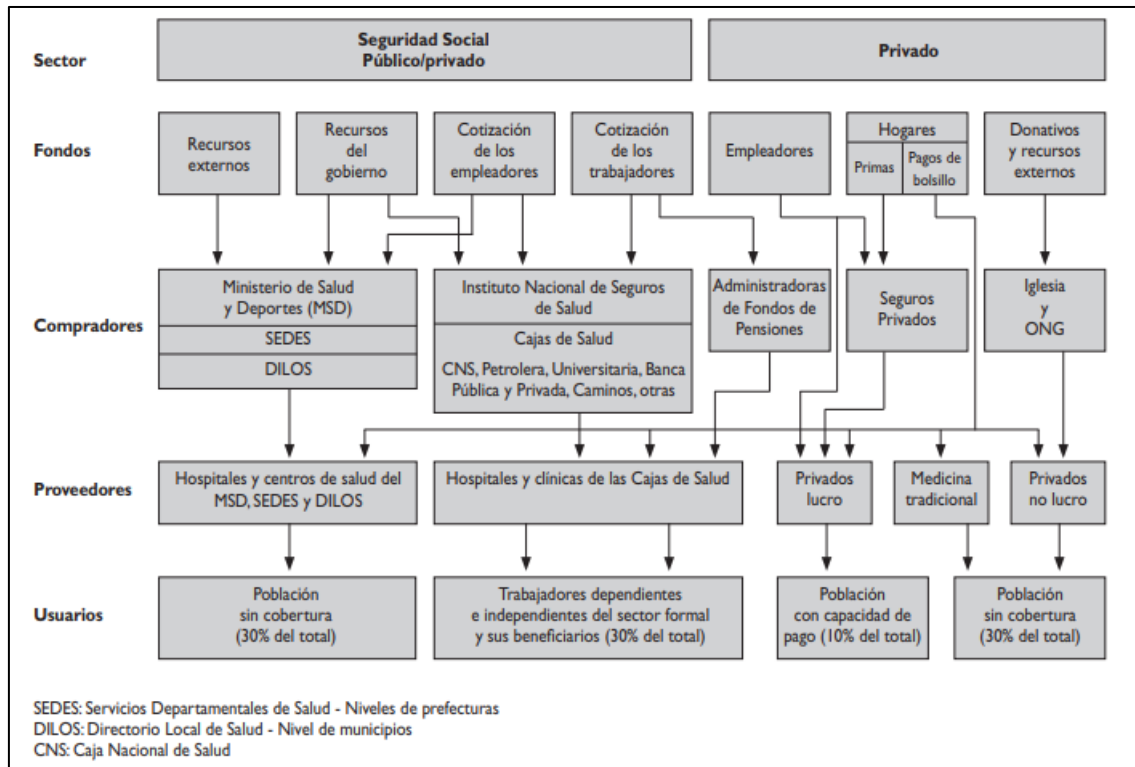 Sector
Seguridad Social
Público/privado
Privado
Fondos
Recursos
externos
Recursos
del
gobierno
Cotización
de los
empleadores
Cotización
de los
trabajadores
Empleadores
Hogares
Primas
Pagos de
bolsillo
Donativos
y recursos
externos
Compradores
Ministerio de Salud
y Deportes (MSD)
SEDES
DILOS
Instituto Nacional de Seguros
de Salud
Cajas de Salud
CNS, Petrolera, Universitaria, Banca
Pública y Privada, Caminos, otras
Administradoras
de Fondos de
Pensiones
Seguros
Privados
Iglesia
y
ONG
Proveedores
Hospitales y centros de salud del
MSD, SEDES y DILOS
Hospitales y clínicas de las Cajas de Salud
Privados
lucro
Medicina
tradicional
Privados
no lucro
Usuarios
Población
sin cobertura
(30% del total)
Trabajadores dependientes
e independientes del sector formal
y sus beneficiarios (30% del total)
Población
con capacidad de
pago (10% del total)
Población
sin cobertura
(30% del total)
SEDES: Servicios Departamentales de Salud - Niveles de prefecturas
DILOS: Directorio Local de Salud - Nivel de municipios
CNS: Caja Nacional de Salud